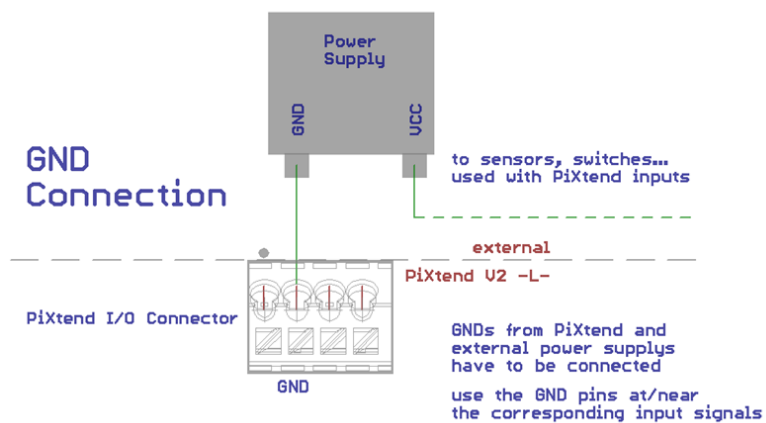 Power
Supply
GND
VCC
GND
Connection
to sensors, switches...
used with PiXtend inputs
external
PiXtend V2 -L-
PiXtend I/O Connector
GNDs from PiXtend and
external power supplys
have to be connected
GND
use the GND pins at/near
the corresponding input signals